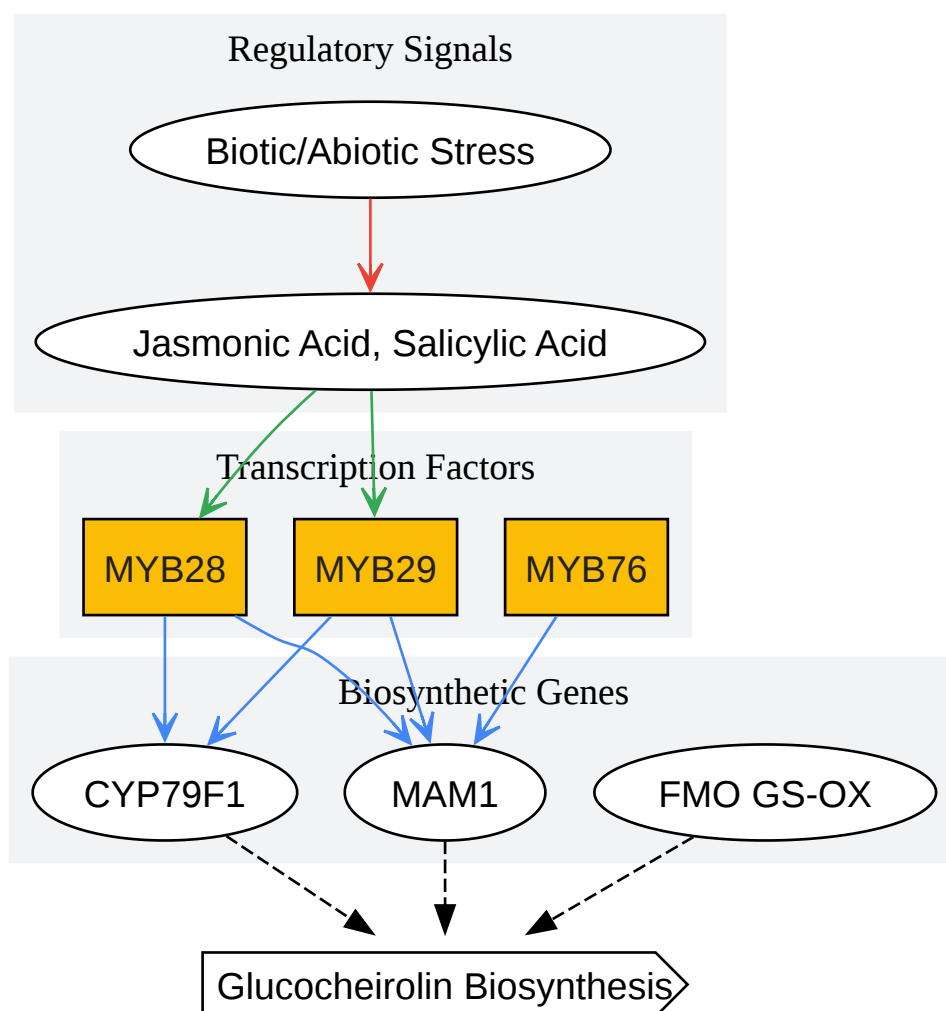 Regulatory Signals
Biotic/Abiotic Stress
Jasmonic Acid, Salicylic Acid
Transcription Factors
MYB28
MYB29
MYB76
Biosynthetic Genes
CYP79F1
MAM1
FMO GS-OX
Glucocheirolin Biosynthesis